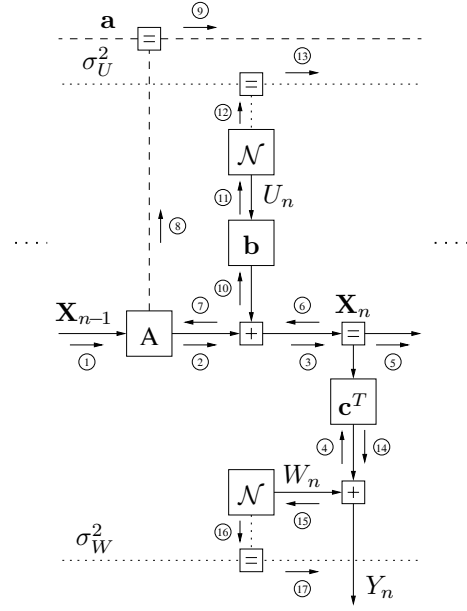 a = ⑨
σ_U^2 ⑬
=
⑫
𝒩
⑪ U_n
⑧ b
. . . . ⑩ . . . .
X_{n-1} ⑦ ⑥ X_n
A + =
① ② ③ ⑤
c^T
④ ⑭
𝒩 W_n +
⑯ ⑮
σ_W^2 =
⑰ Y_n